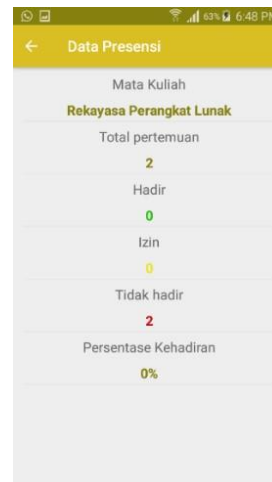 63% 6:48 PM
Data Presensi
Mata Kuliah
Rekayasa Perangkat Lunak
Total pertemuan
2
Hadir
0
Izin
0
Tidak hadir
2
Persentase Kehadiran
0%